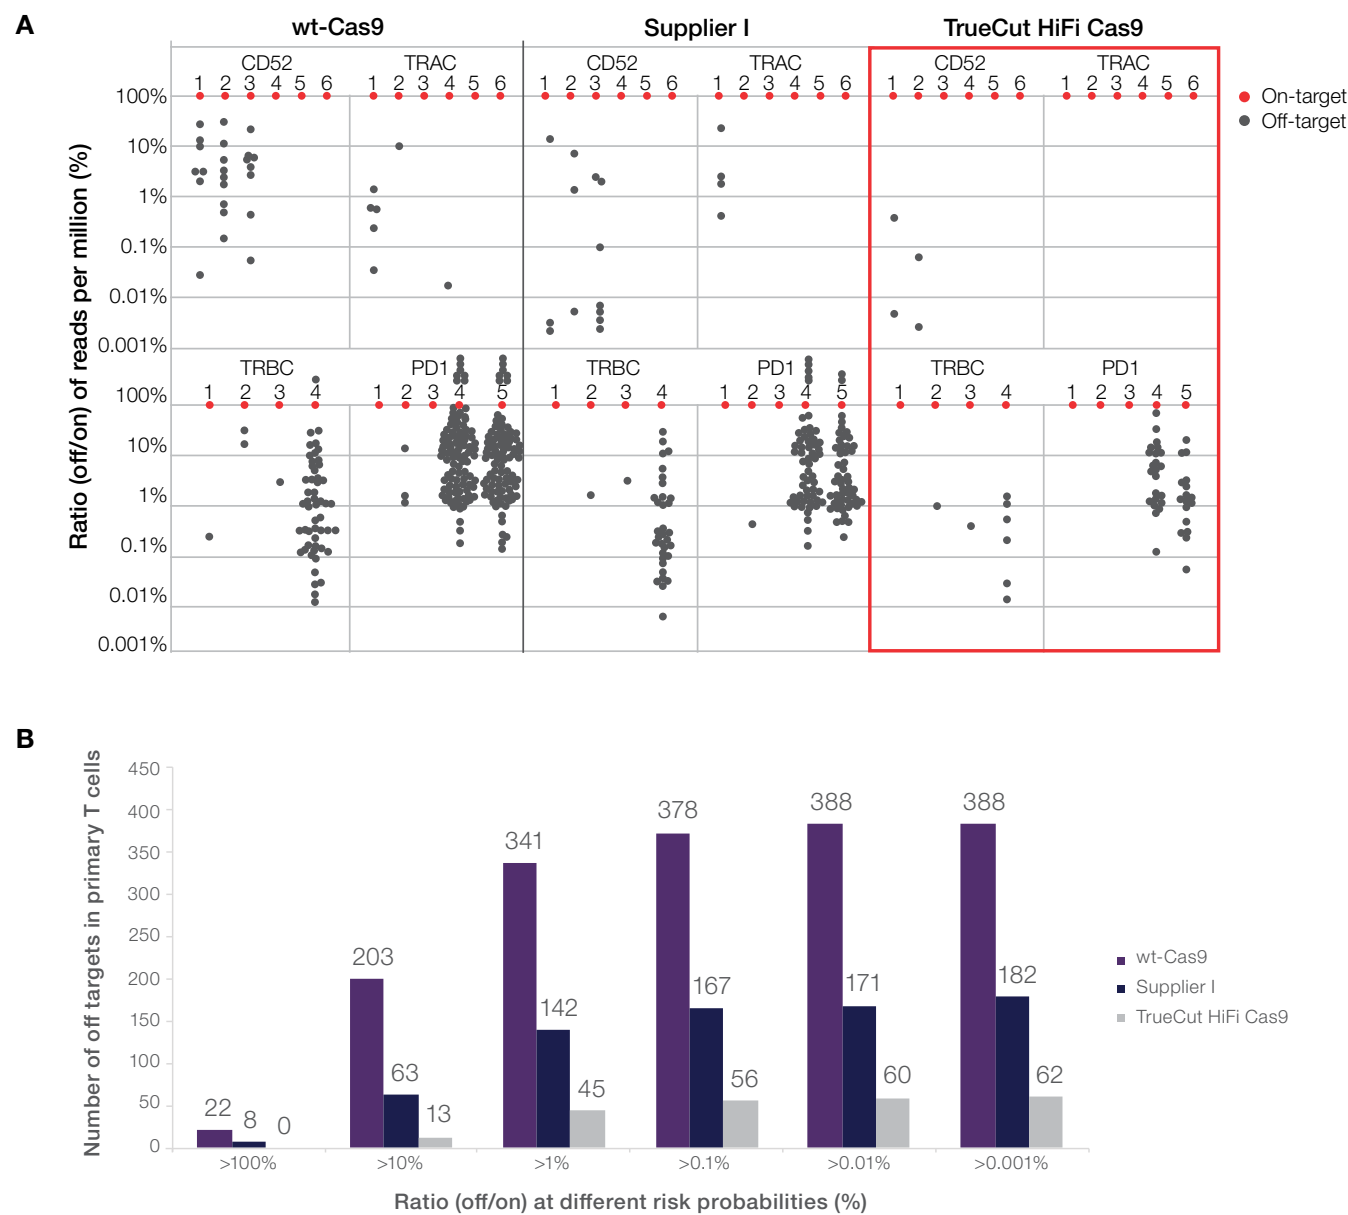 A
wt-Cas9 Supplier I TrueCut HiFi Cas9
CD52 TRAC CD52 TRAC CD52 TRAC
1 2 3 4 5 6 1 2 3 4 5 6 1 2 3 4 5 6 1 2 3 4 5 6 1 2 3 4 5 6 1 2 3 4 5 6
On-target
Off-target
Ratio (off/on) of reads per million (%)
100%
10%
1%
0.1%
0.01%
0.001%
TRBC PD1 TRBC PD1 TRBC PD1
1 2 3 4 1 2 3 4 5 1 2 3 4 1 2 3 4 5 1 2 3 4 1 2 3 4 5
100%
10%
1%
0.1%
0.01%
0.001%
B
Number of off targets in primary T cells
450
400
350
300
250
200
150
100
50
0
22 8 0
203 63 13
341 142 45
378 167 56
388 171 60
388 182 62
wt-Cas9
Supplier I
TrueCut HiFi Cas9
>100% >10% >1% >0.1% >0.01% >0.001%
Ratio (off/on) at different risk probabilities (%)